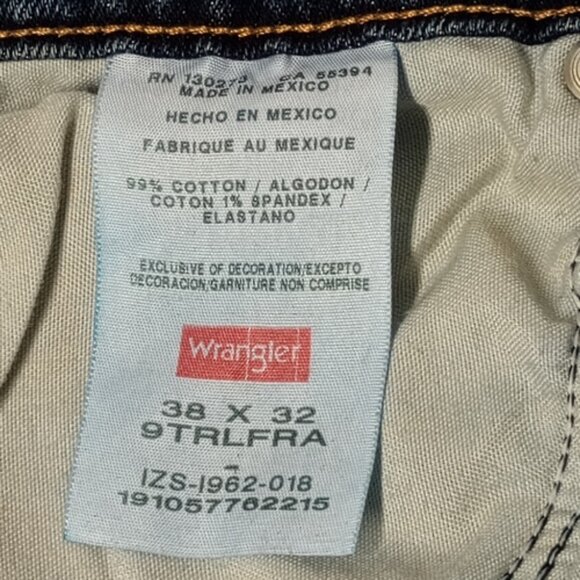 RN 130273 CA 55394
MADE IN MEXICO
HECHO EN MEXICO
FABRIQUE AU MEXIQUE
99% COTTON / ALGODON /
COTON 1% SPANDEX /
ELASTANO
EXCLUSIVE OF DECORATION/EXCEPTO
DECORACION/GARNITURE NON COMPRISE
Wrangler
38 X 32
9TRLFRA
-
IZS-I962-018
191057762215